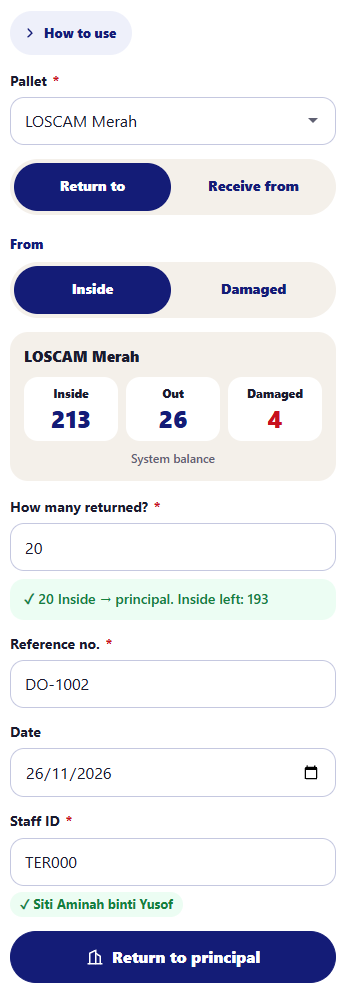 How to use
Pallet *
LOSCAM Merah
Return to
Receive from
From
Inside
Damaged
LOSCAM Merah
Inside
Out
Damaged
213
26
4
System balance
How many returned? *
20
✓ 20 Inside → principal. Inside left: 193
Reference no. *
DO-1002
Date
26/11/2026
Staff ID *
TER000
✓ Siti Aminah binti Yusof
Return to principal